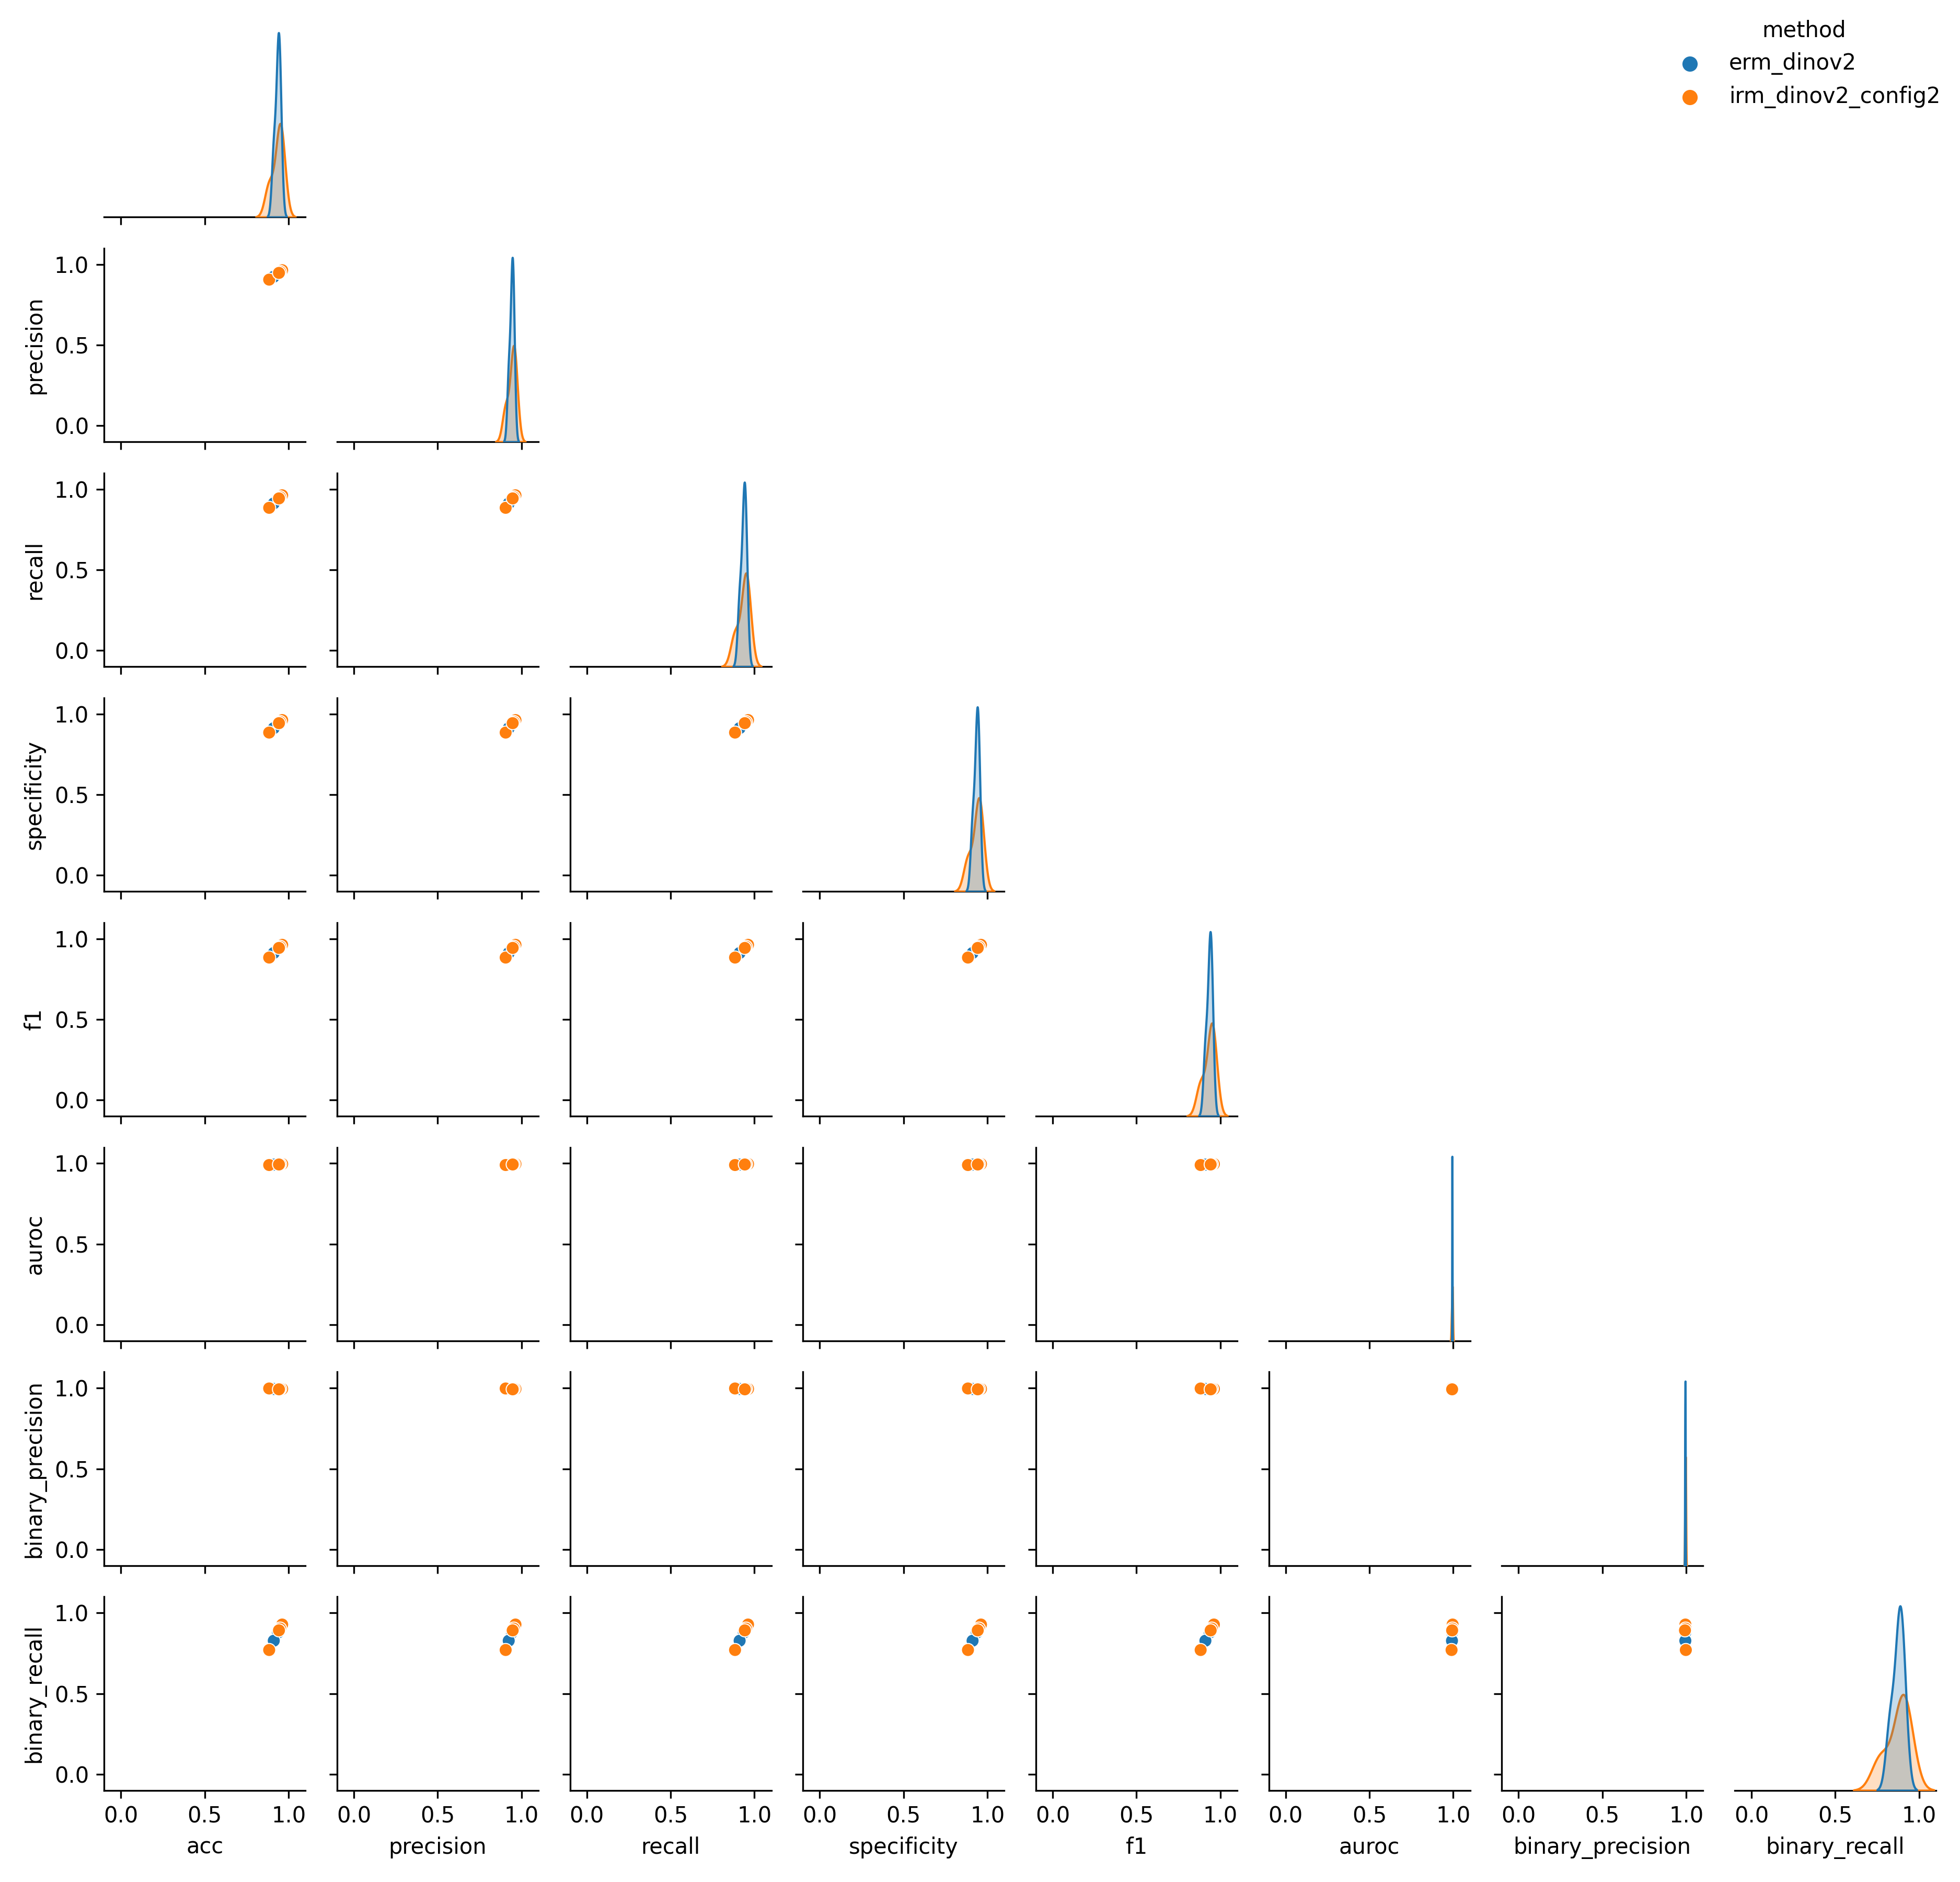 method
erm_dinov2
irm_dinov2_config2
precision
1.0
0.5
0.0
recall
1.0
0.5
0.0
specificity
1.0
0.5
0.0
f1
1.0
0.5
0.0
auroc
1.0
0.5
0.0
binary_precision
1.0
0.5
0.0
binary_recall
1.0
0.5
0.0
0.0 0.5 1.0 0.0 0.5 1.0 0.0 0.5 1.0 0.0 0.5 1.0 0.0 0.5 1.0 0.0 0.5 1.0 0.0 0.5 1.0 0.0 0.5 1.0
acc precision recall specificity f1 auroc binary_precision binary_recall